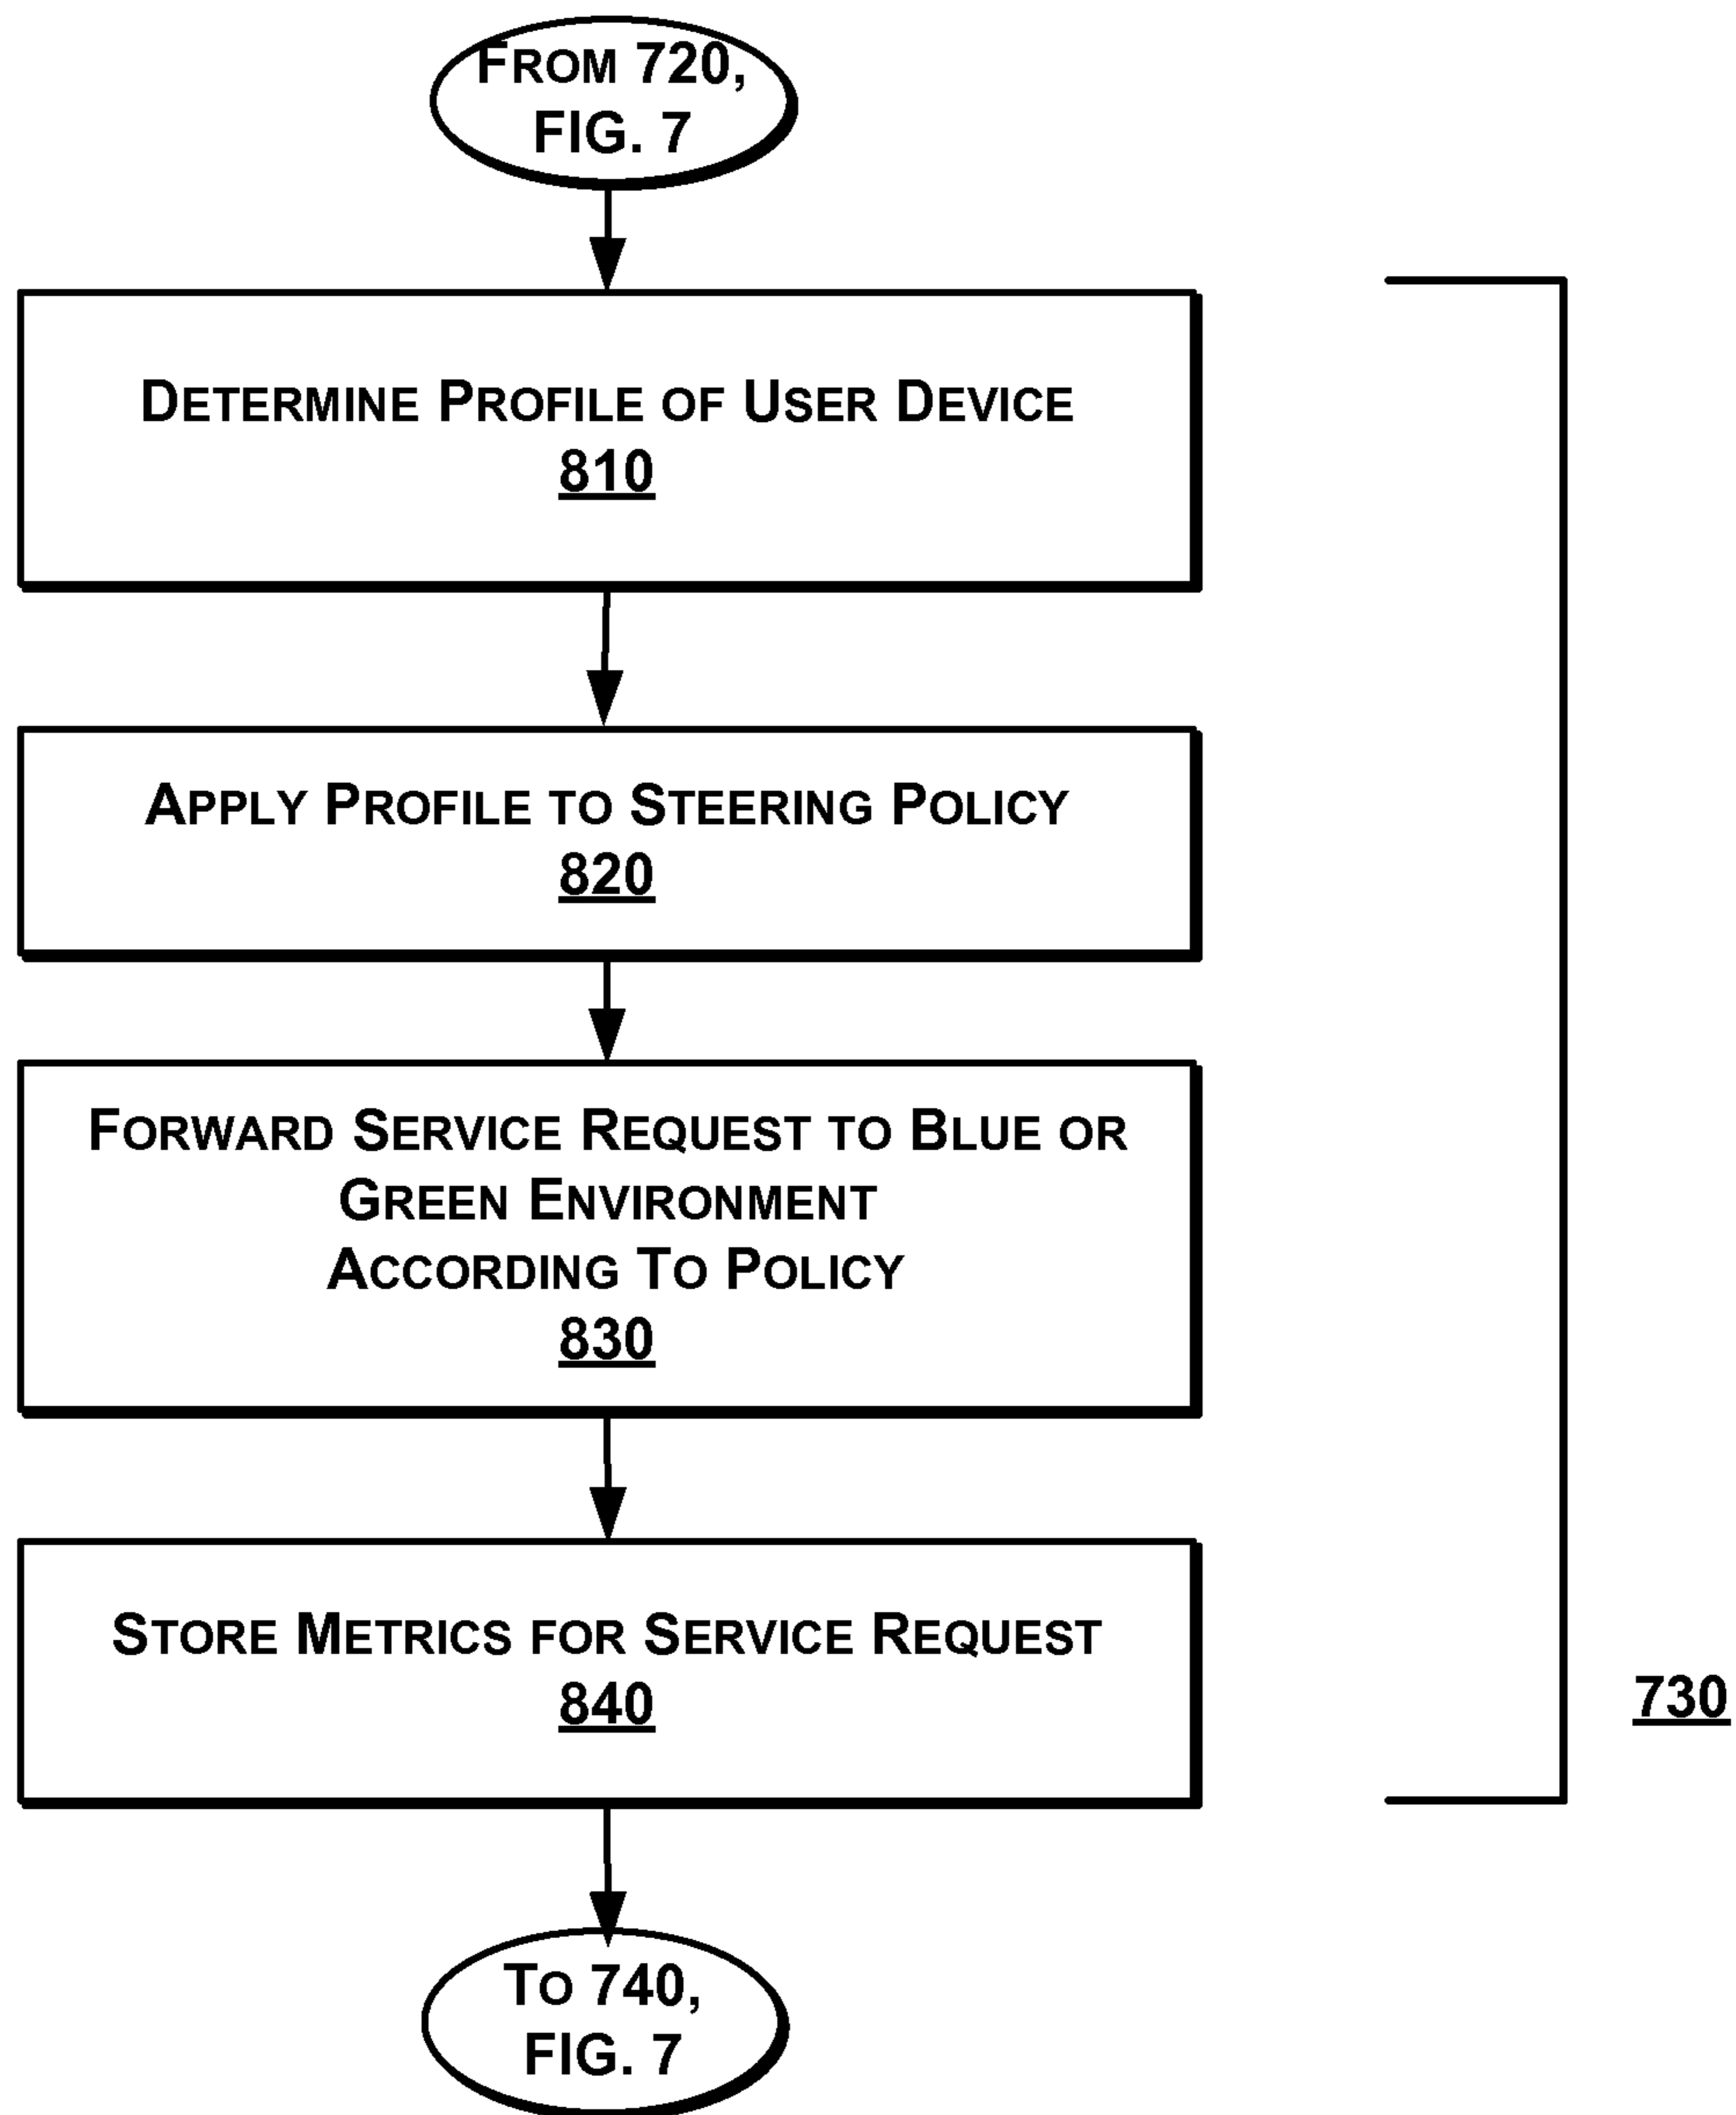 FROM 720,
FIG. 7
DETERMINE PROFILE OF USER DEVICE
810
APPLY PROFILE TO STEERING POLICY
820
FORWARD SERVICE REQUEST TO BLUE OR
GREEN ENVIRONMENT
ACCORDING TO POLICY
830
STORE METRICS FOR SERVICE REQUEST
840
730
TO 740,
FIG. 7